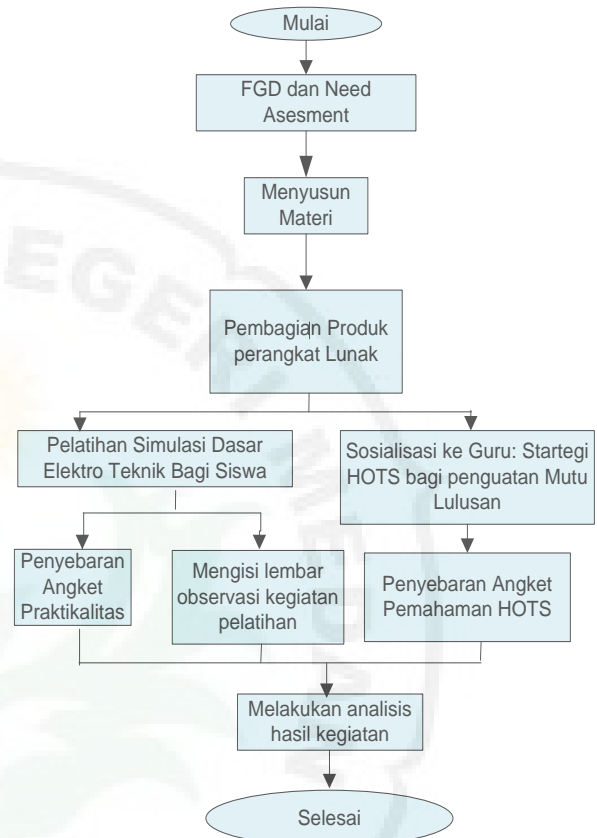 Mulai
FGD dan Need
Asesment
Menyusun
Materi
Pembagian Produk
perangkat Lunak
Pelatihan Simulasi Dasar
Elektro Teknik Bagi Siswa
Sosialisasi ke Guru: Startegi
HOTS bagi penguatan Mutu
Lulusan
Penyebaran
Angket
Praktikalitas
Mengisi lembar
observasi kegiatan
pelatihan
Penyebaran Angket
Pemahaman HOTS
Melakukan analisis
hasil kegiatan
Selesai
EGERI MEDAN